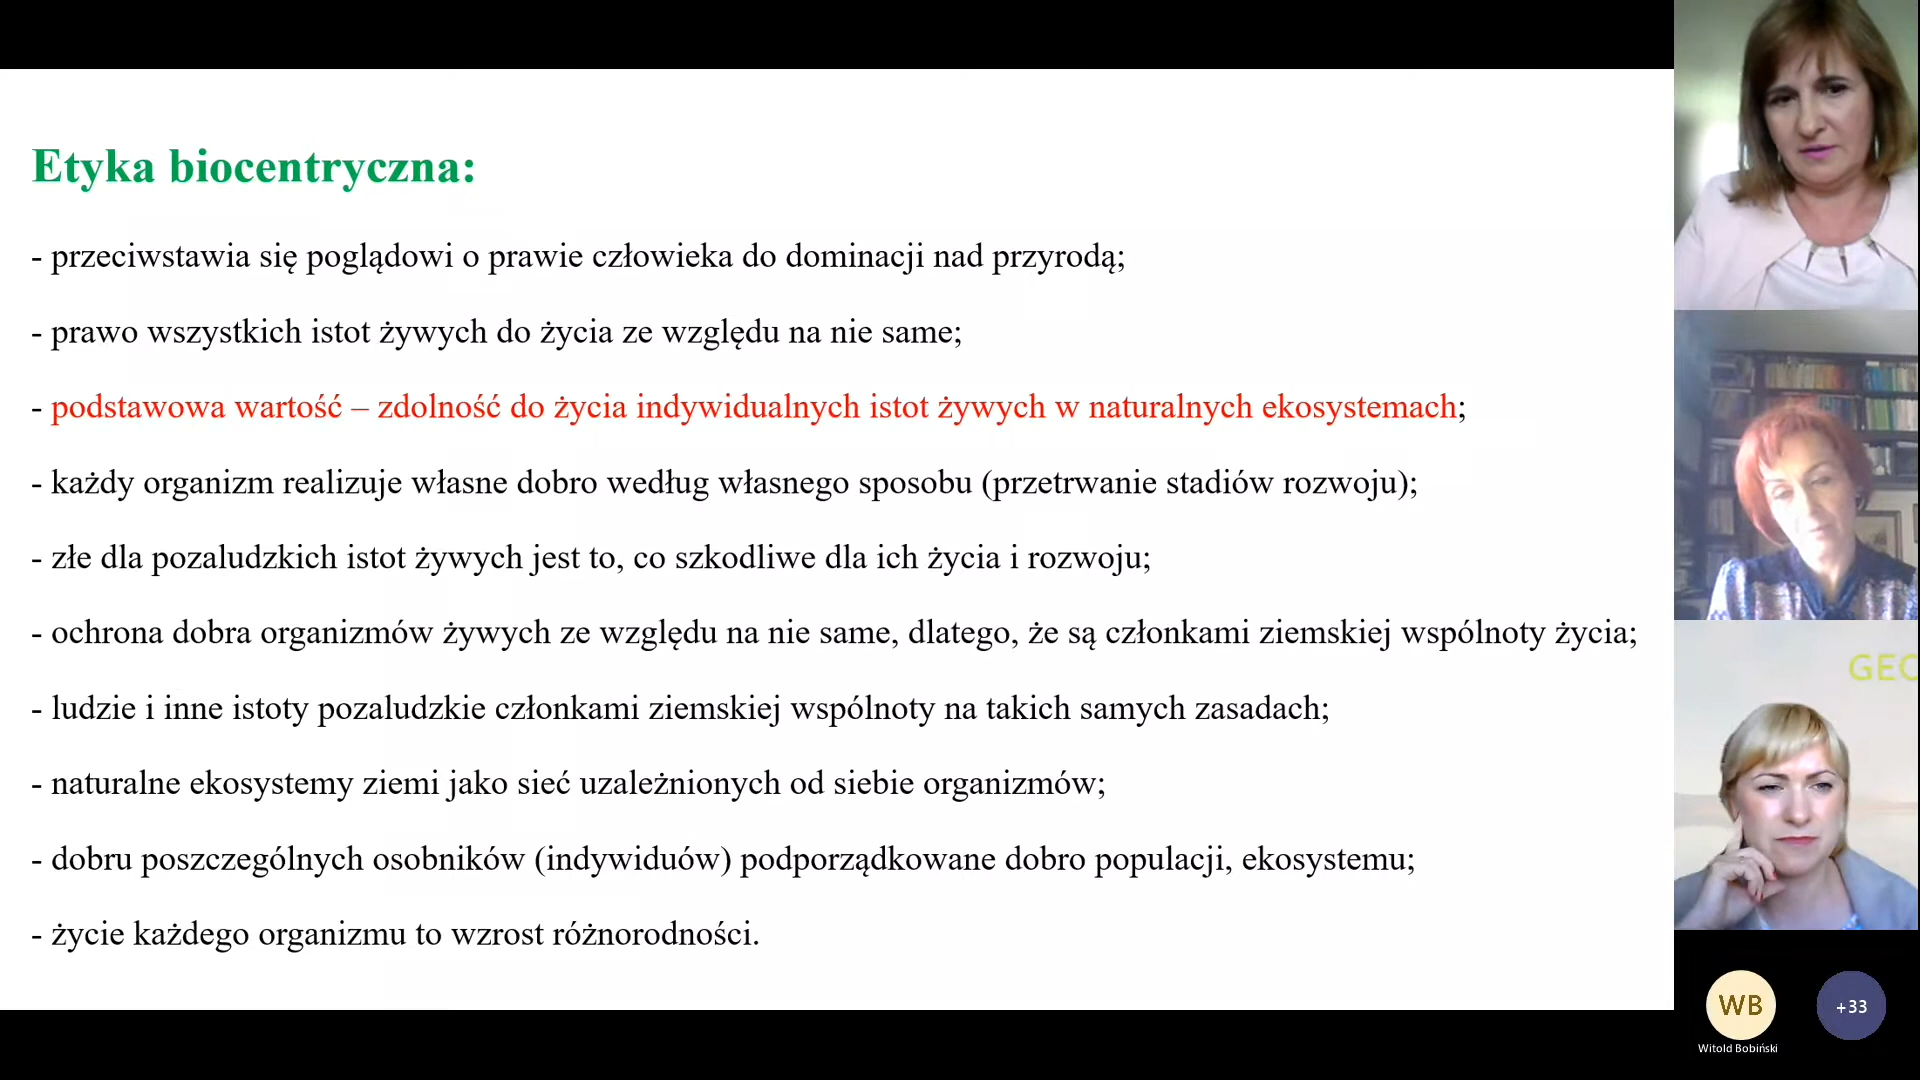 Etyka biocentryczna:
- przeciwstawia się poglądowi o prawie człowieka do dominacji nad przyrodą;
- prawo wszystkich istot żywych do życia ze względu na nie same;
- podstawowa wartość – zdolność do życia indywidualnych istot żywych w naturalnych ekosystemach;
- każdy organizm realizuje własne dobro według własnego sposobu (przetrwanie stadiów rozwoju);
- złe dla pozaludzkich istot żywych jest to, co szkodliwe dla ich życia i rozwoju;
- ochrona dobra organizmów żywych ze względu na nie same, dlatego, że są członkami ziemskiej wspólnoty życia;
- ludzie i inne istoty pozaludzkie członkami ziemskiej wspólnoty na takich samych zasadach;
- naturalne ekosystemy ziemi jako sieć uzależnionych od siebie organizmów;
- dobru poszczególnych osobników (indywiduów) podporządkowane dobro populacji, ekosystemu;
- życie każdego organizmu to wzrost różnorodności.
GEO
WB
+33
Witold Bobiński